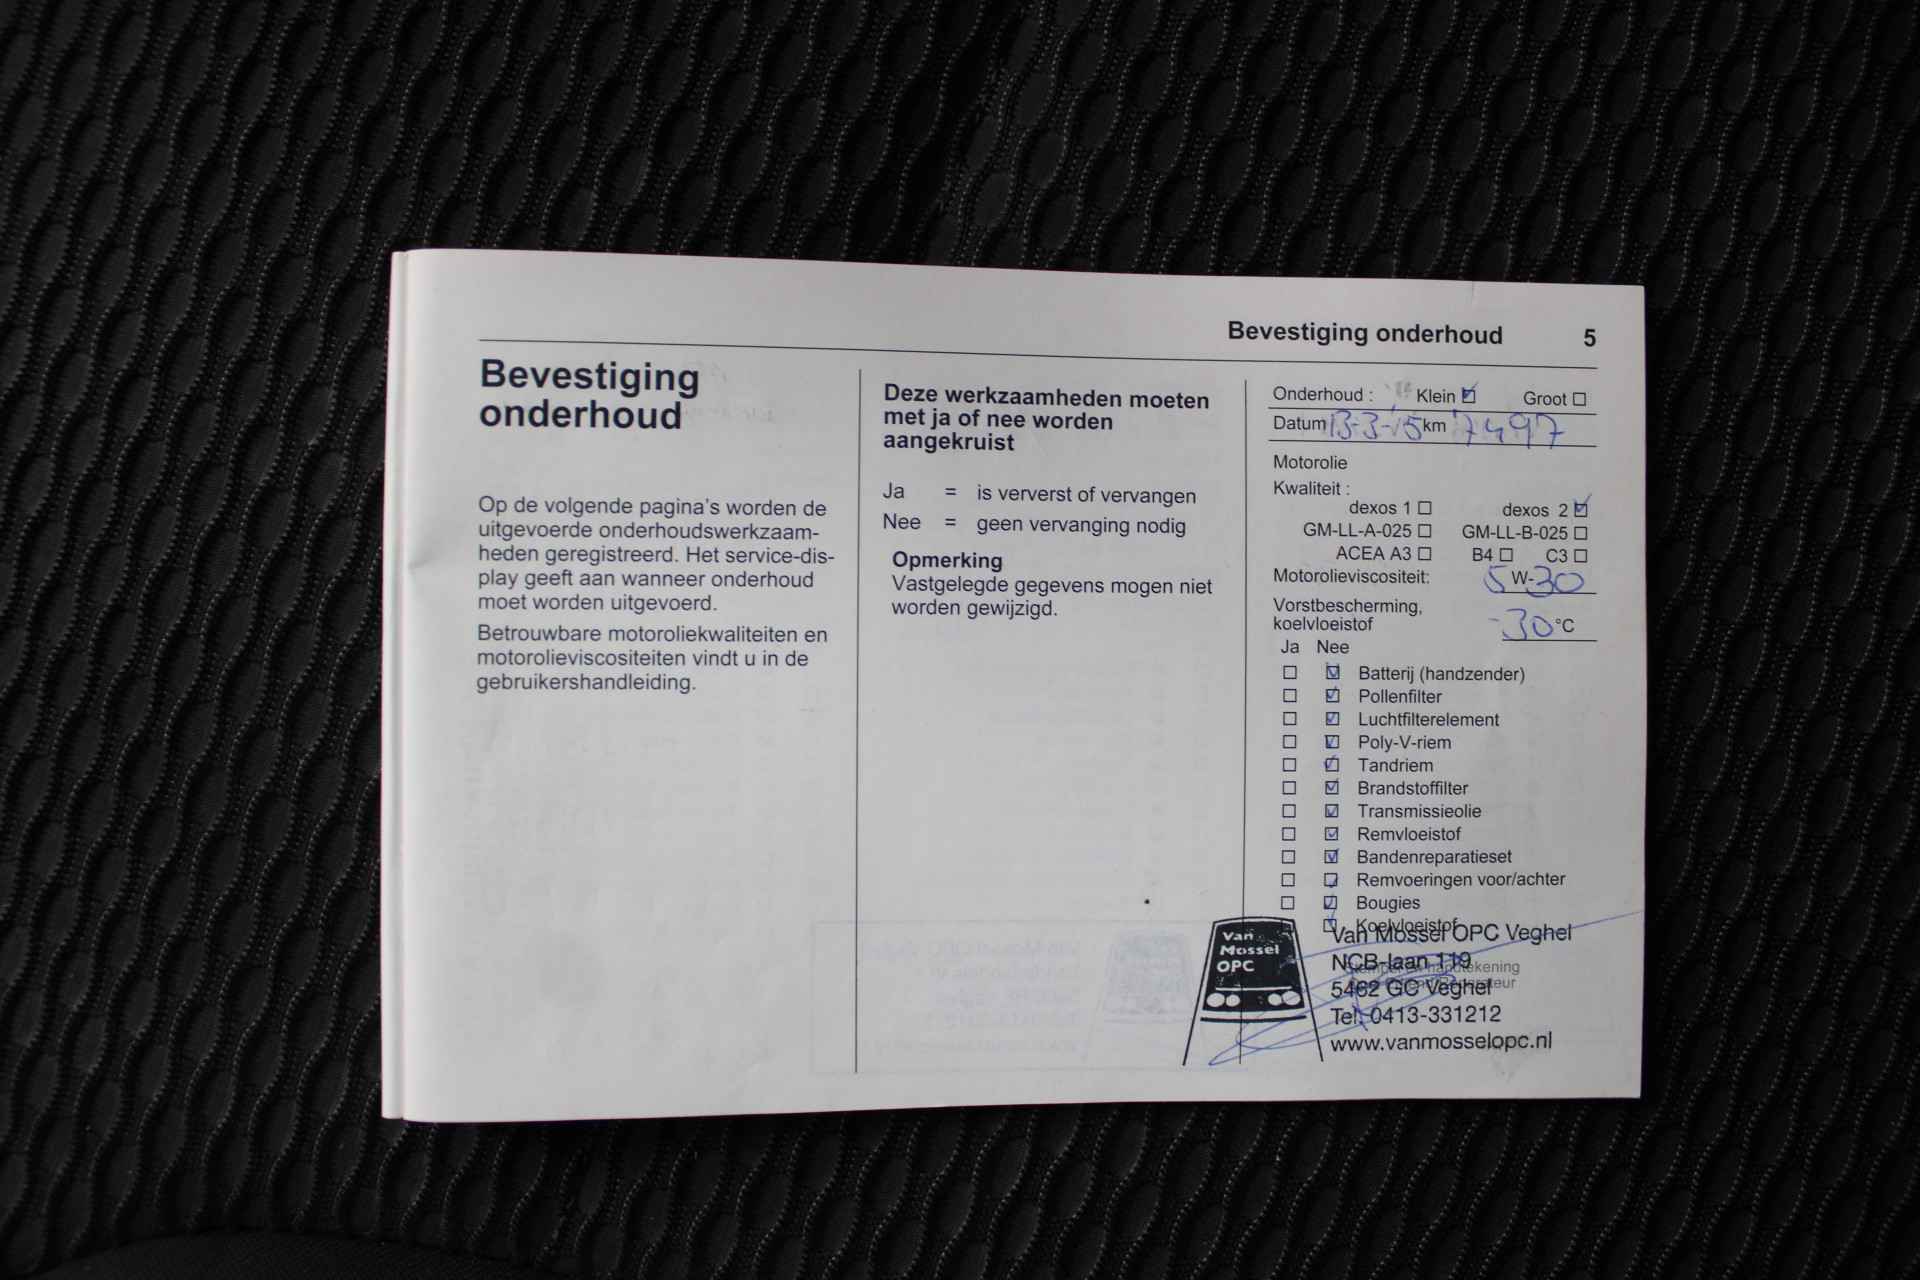 Bevestiging onderhoud 5
Bevestiging
onderhoud
Op de volgende pagina's worden de
uitgevoerde onderhoudswerkzaam-
heden geregistreerd. Het service-dis-
play geeft aan wanneer onderhoud
moet worden uitgevoerd.
Betrouwbare motoroliekwaliteiten en
motorolieviscositeiten vindt u in de
gebruikershandleiding.
Deze werkzaamheden moeten
met ja of nee worden
aangekruist
Ja = is ververst of vervangen
Nee = geen vervanging nodig
Opmerking
Vastgelegde gegevens mogen niet
worden gewijzigd.
Onderhoud : Klein ☑ Groot ☐
Datum 13-3-'15 km 7497
Motorolie
Kwaliteit :
dexos 1 ☐ dexos 2 ☑
GM-LL-A-025 ☐ GM-LL-B-025 ☐
ACEA A3 ☐ B4 ☐ C3 ☐
Motorolieviscositeit: 5 W-30
Vorstbescherming,
koelvloeistof -30 °C
Ja Nee
☐ ☑ Batterij (handzender)
☐ ☑ Pollenfilter
☐ ☑ Luchtfilterelement
☐ ☑ Poly-V-riem
☐ ☑ Tandriem
☐ ☑ Brandstoffilter
☐ ☑ Transmissieolie
☐ ☑ Remvloeistof
☐ ☑ Bandenreparatieset
☐ ☑ Remvoeringen voor/achter
☐ ☑ Bougies
☑ Koelvloeistof
Van
Mossel
OPC
Van Mossel OPC Veghel
NCB-laan 119
5462 GC Veghel
Tel. 0413-331212
www.vanmosselopc.nl